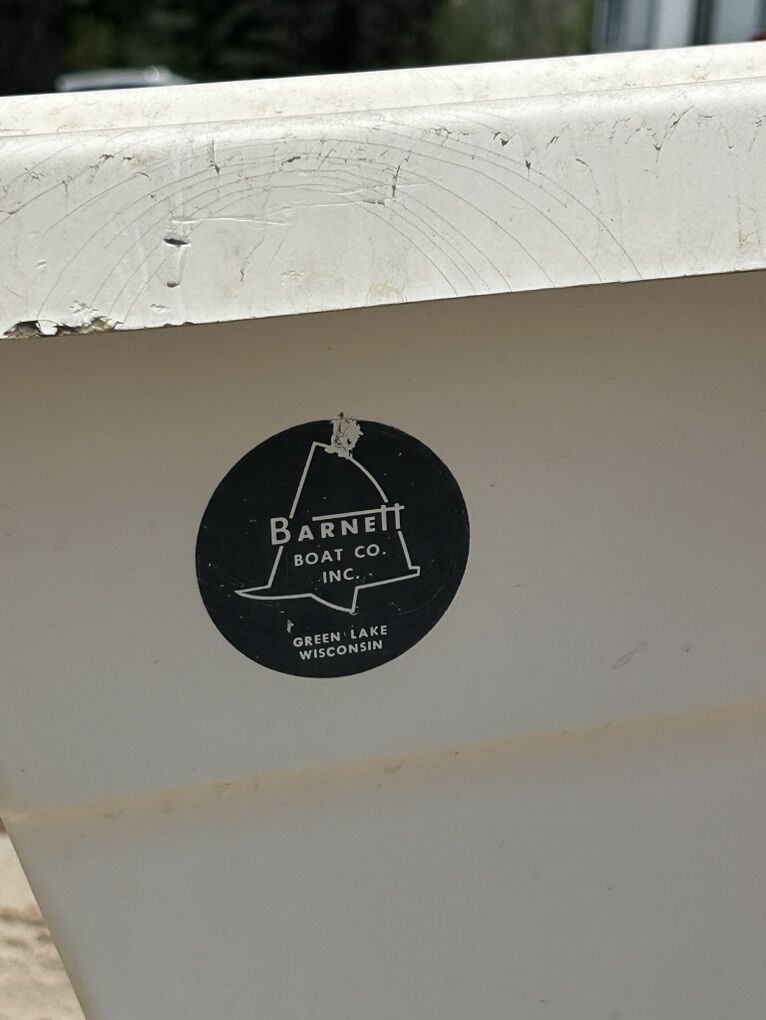 BARNETT
BOAT CO.
INC.
GREEN LAKE
WISCONSIN